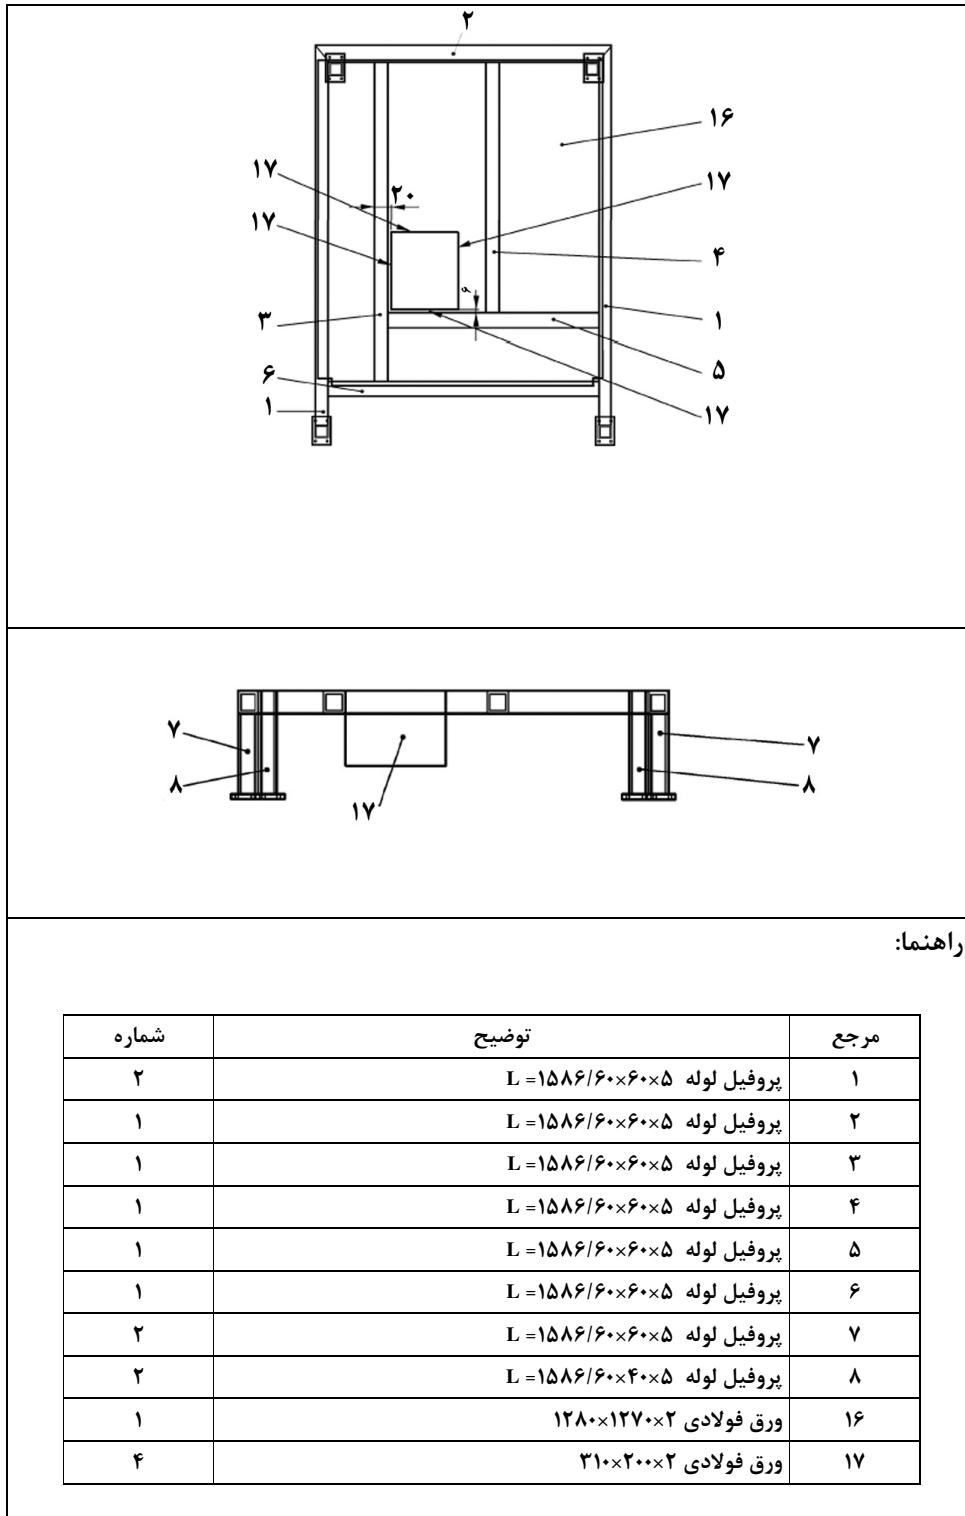 ۲
۱۶
۱۷
۱۷
۲۰
۱۷
۴
۶
۳
۱
۵
۶
۱
۱۷
۷
۷
۸
۸
۱۷
راهنما:
مرجع توضیح شماره
۱ پروفیل لوله ۵×۶۰×۱۵۸۶/۶۰= L ۲
۲ پروفیل لوله ۵×۶۰×۱۵۸۶/۶۰= L ۱
۳ پروفیل لوله ۵×۶۰×۱۵۸۶/۶۰= L ۱
۴ پروفیل لوله ۵×۶۰×۱۵۸۶/۶۰= L ۱
۵ پروفیل لوله ۵×۶۰×۱۵۸۶/۶۰= L ۱
۶ پروفیل لوله ۵×۶۰×۱۵۸۶/۶۰= L ۱
۷ پروفیل لوله ۵×۶۰×۱۵۸۶/۶۰= L ۲
۸ پروفیل لوله ۵×۴۰×۱۵۸۶/۶۰= L ۲
۱۶ ورق فولادی ۲×۱۲۷۰×۱۲۸۰ ۱
۱۷ ورق فولادی ۲×۲۰۰×۳۱۰ ۴